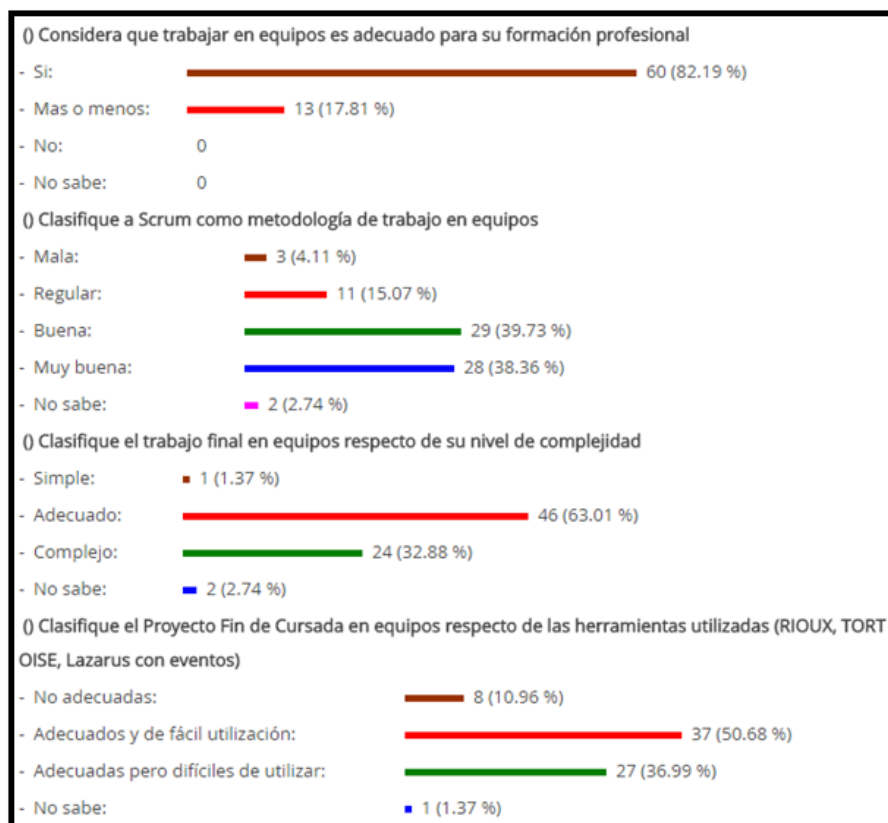 () Considera que trabajar en equipos es adecuado para su formación profesional
- Si: 60 (82.19 %)
- Mas o menos: 13 (17.81 %)
- No: 0
- No sabe: 0
() Clasifique a Scrum como metodología de trabajo en equipos
- Mala: 3 (4.11 %)
- Regular: 11 (15.07 %)
- Buena: 29 (39.73 %)
- Muy buena: 28 (38.36 %)
- No sabe: 2 (2.74 %)
() Clasifique el trabajo final en equipos respecto de su nivel de complejidad
- Simple: 1 (1.37 %)
- Adecuado: 46 (63.01 %)
- Complejo: 24 (32.88 %)
- No sabe: 2 (2.74 %)
() Clasifique el Proyecto Fin de Cursada en equipos respecto de las herramientas utilizadas (RIOUX, TORT
OISE, Lazarus con eventos)
- No adecuadas: 8 (10.96 %)
- Adecuados y de fácil utilización: 37 (50.68 %)
- Adecuadas pero difíciles de utilizar: 27 (36.99 %)
- No sabe: 1 (1.37 %)